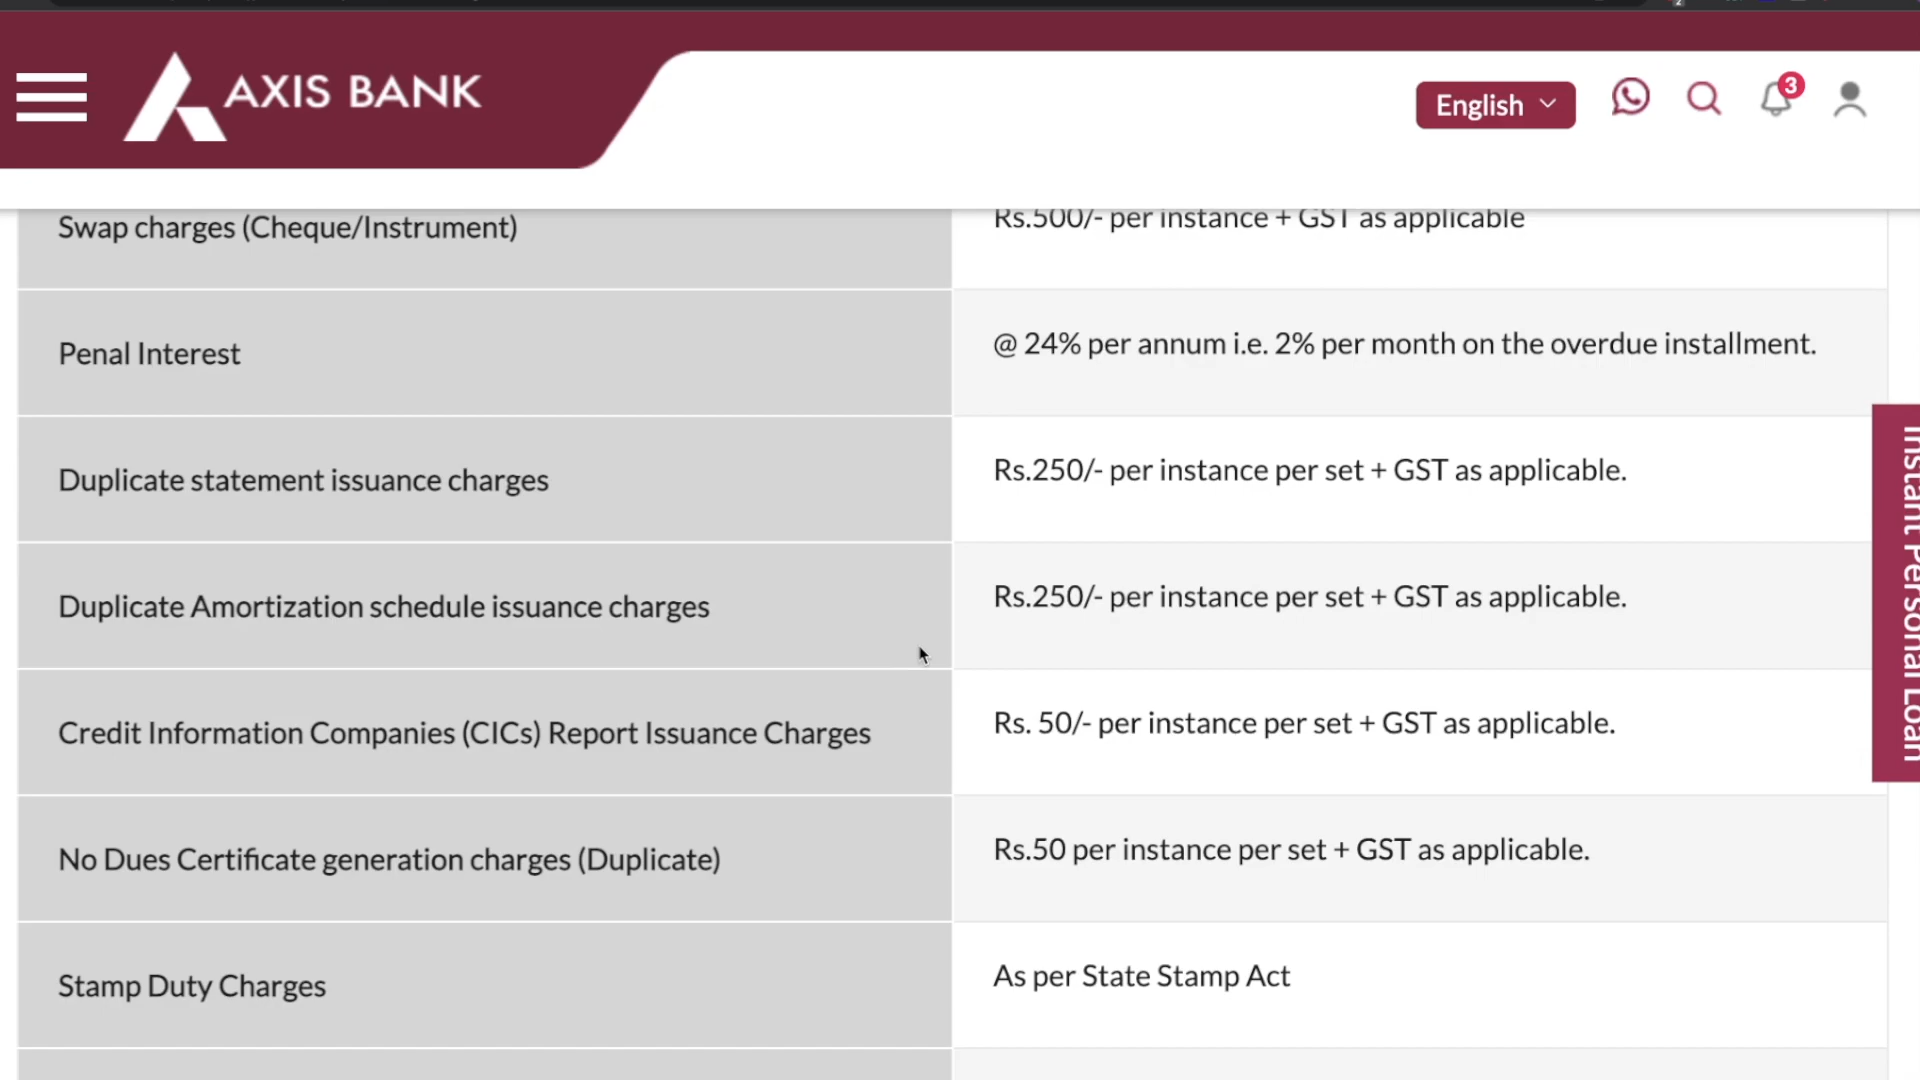 AXIS BANK
English
3
Swap charges (Cheque/Instrument)
Rs.500/- per instance + GST as applicable
Penal Interest
@ 24% per annum i.e. 2% per month on the overdue installment.
Duplicate statement issuance charges
Rs.250/- per instance per set + GST as applicable.
Duplicate Amortization schedule issuance charges
Rs.250/- per instance per set + GST as applicable.
Credit Information Companies (CICs) Report Issuance Charges
Rs. 50/- per instance per set + GST as applicable.
No Dues Certificate generation charges (Duplicate)
Rs.50 per instance per set + GST as applicable.
Stamp Duty Charges
As per State Stamp Act
Instant Personal Loan